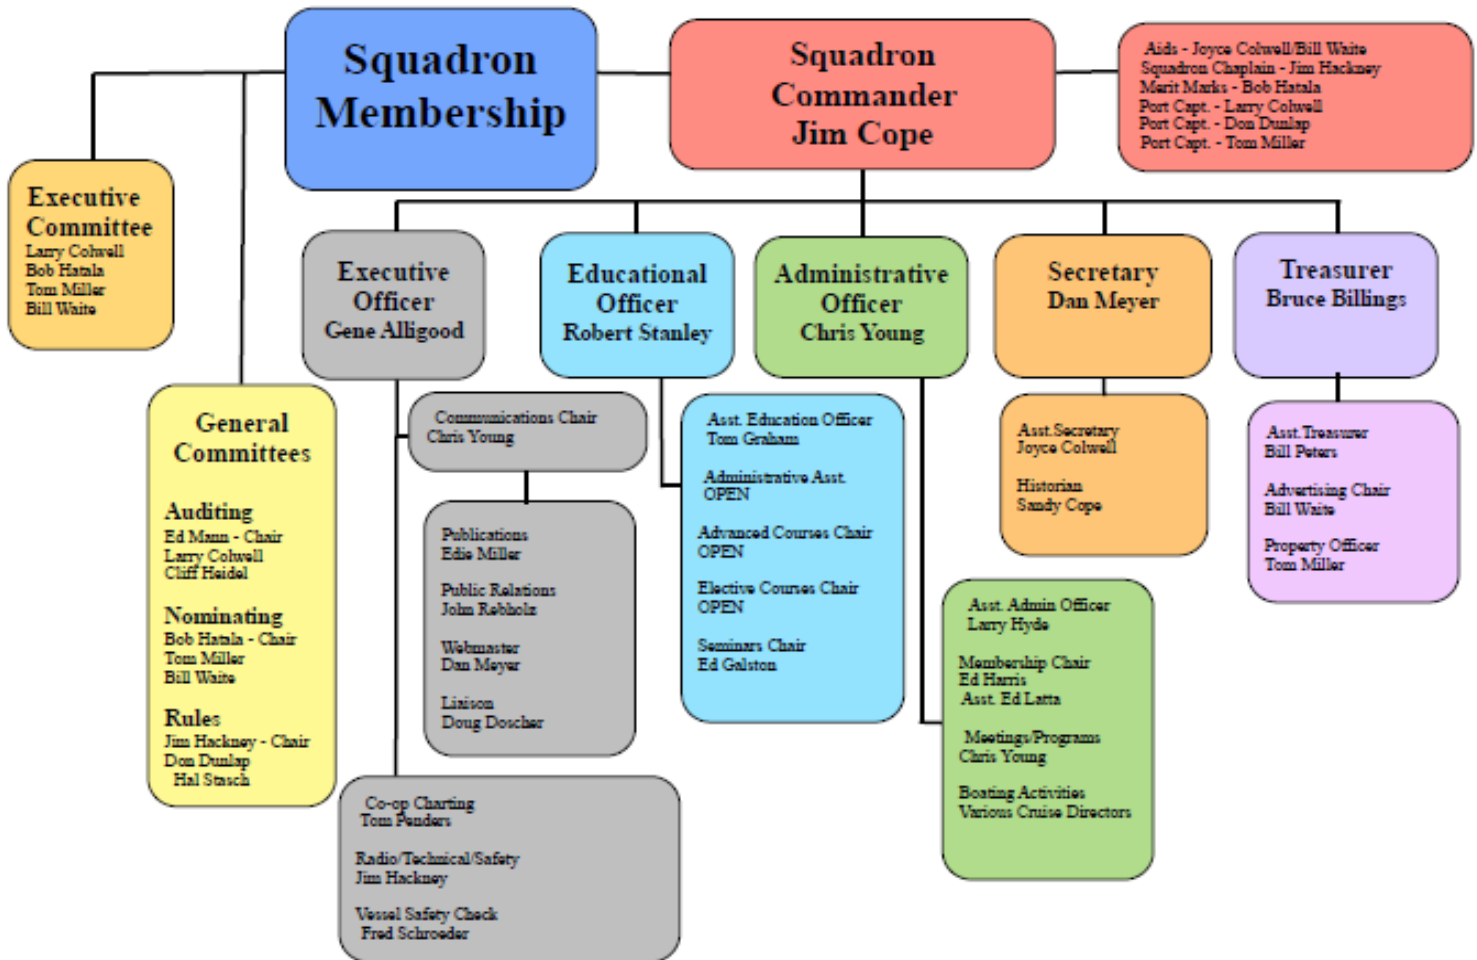 Squadron
Membership
Squadron
Commander
Jim Cope
Aids - Joyce Colwell/Bill Waite
Squadron Chaplain - Jim Hackney
Merit Marks - Bob Hatala
Port Capt. - Larry Colwell
Port Capt. - Don Dunlap
Port Capt. - Tom Miller
Executive
Committee
Larry Colwell
Bob Hatala
Tom Miller
Bill Waite
Executive
Officer
Gene Alligood
Educational
Officer
Robert Stanley
Administrative
Officer
Chris Young
Secretary
Dan Meyer
Treasurer
Bruce Billings
General
Committees
Auditing
Ed Mann - Chair
Larry Colwell
Cliff Heidel
Nominating
Bob Hatala - Chair
Tom Miller
Bill Waite
Rules
Jim Hackney - Chair
Don Dunlap
Hal Stasch
Communications Chair
Chris Young
Publications
Edie Miller
Public Relations
John Rebholz
Webmaster
Dan Meyer
Liaison
Doug Doscher
Co-op Charting
Tom Penders
Radio/Technical/Safety
Jim Hackney
Vessel Safety Check
Fred Schroeder
Asst. Education Officer
Tom Graham
Administrative Asst.
OPEN
Advanced Courses Chair
OPEN
Elective Courses Chair
OPEN
Seminars Chair
Ed Galston
Asst. Admin Officer
Larry Hyde
Membership Chair
Ed Harris
Asst. Ed Latta
Meetings/Programs
Chris Young
Boating Activities
Various Cruise Directors
Asst.Secretary
Joyce Colwell
Historian
Sandy Cope
Asst.Treasurer
Bill Peters
Advertising Chair
Bill Waite
Property Officer
Tom Miller